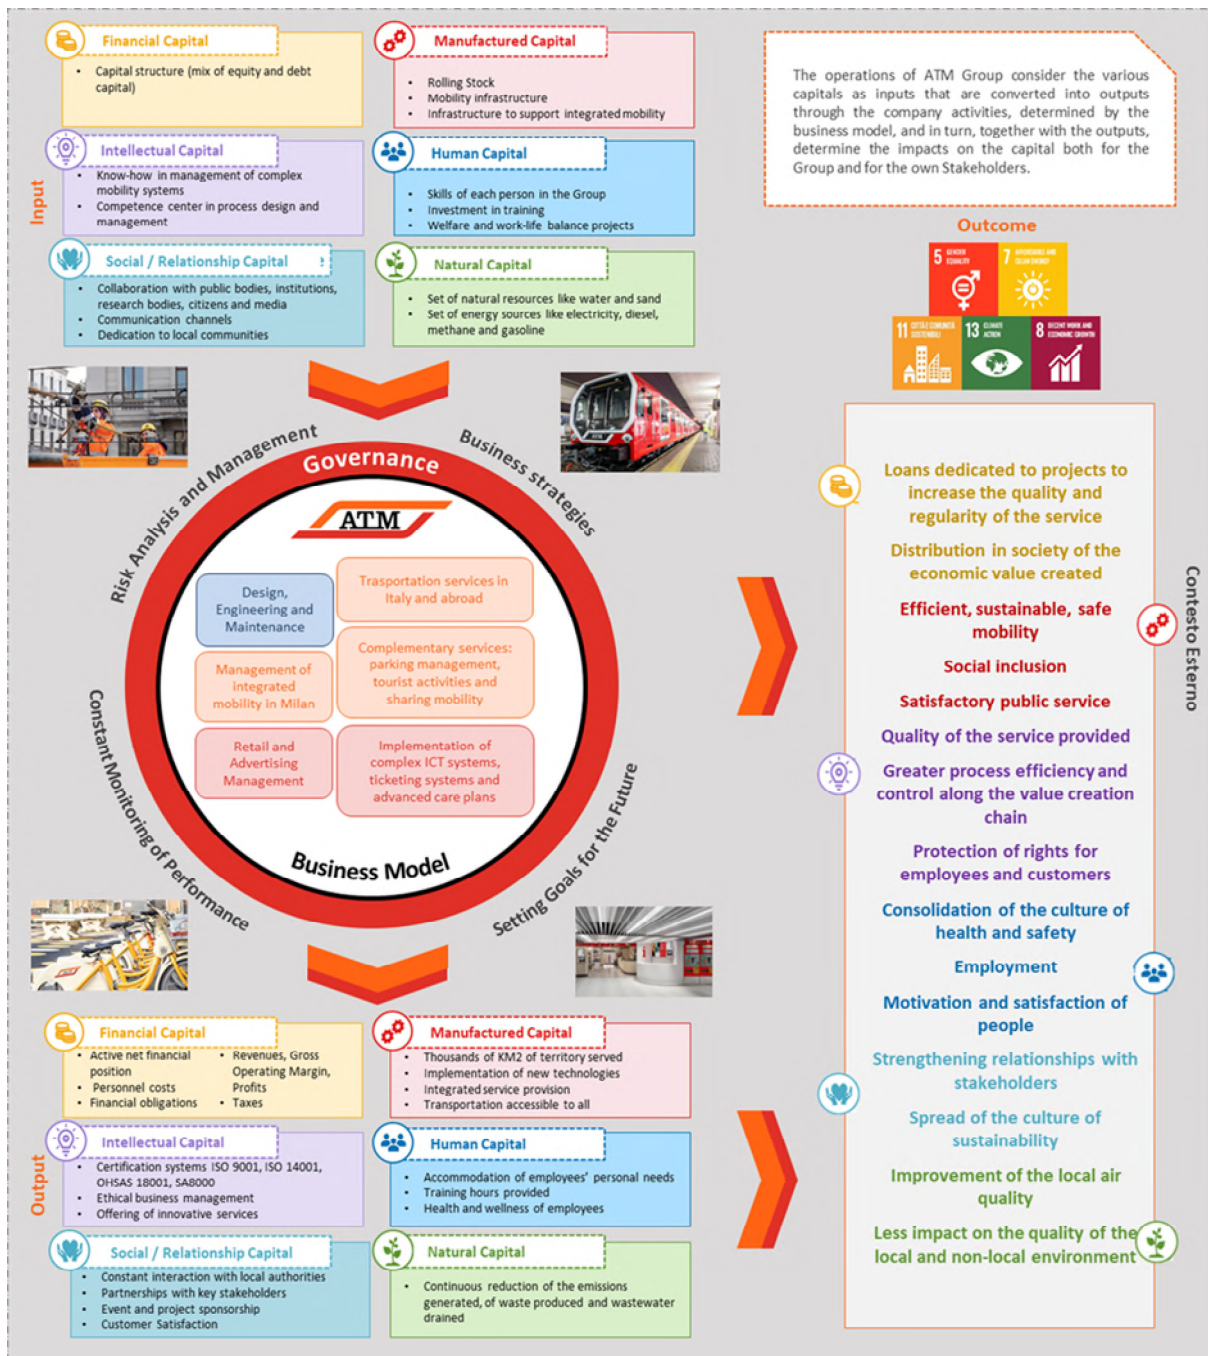 Financial Capital
• Capital structure (mix of equity and debt
capital)
Manufactured Capital
• Rolling Stock
• Mobility infrastructure
• Infrastructure to support integrated mobility
The operations of ATM Group consider the various
capitals as inputs that are converted into outputs
through the company activities, determined by the
business model, and in turn, together with the outputs,
determine the impacts on the capital both for the
Group and for the own Stakeholders.
Input
Intellectual Capital
• Know-how in management of complex
mobility systems
• Competence center in process design and
management
Human Capital
• Skills of each person in the Group
• Investment in training
• Welfare and work-life balance projects
Social / Relationship Capital
• Collaboration with public bodies, institutions,
research bodies, citizens and media
• Communication channels
• Dedication to local communities
Natural Capital
• Set of natural resources like water and sand
• Set of energy sources like electricity, diesel,
methane and gasoline
Outcome
5 GENDER
EQUALITY
7 AFFORDABLE AND
CLEAN ENERGY
11 CITTÀ E COMUNITÀ
SOSTENIBILI
13 CLIMATE
ACTION
8 DECENT WORK AND
ECONOMIC GROWTH
Risk Analysis and Management
Business strategies
Constant Monitoring of Performance
Setting Goals for the Future
Governance
ATM
Design,
Engineering and
Maintenance
Trasportation services in
Italy and abroad
Management of
integrated
mobility in Milan
Complementary services:
parking management,
tourist activities and
sharing mobility
Retail and
Advertising
Management
Implementation of
complex ICT systems,
ticketing systems and
advanced care plans
Business Model
ATM
Loans dedicated to projects to
increase the quality and
regularity of the service
Distribution in society of the
economic value created
Efficient, sustainable, safe
mobility
Social inclusion
Satisfactory public service
Quality of the service provided
Greater process efficiency and
control along the value creation
chain
Protection of rights for
employees and customers
Consolidation of the culture of
health and safety
Employment
Motivation and satisfaction of
people
Strengthening relationships with
stakeholders
Spread of the culture of
sustainability
Improvement of the local air
quality
Less impact on the quality of the
local and non-local environment
Contesto Esterno
Output
Financial Capital
• Active net financial
position
• Personnel costs
• Financial obligations
• Revenues, Gross
Operating Margin,
Profits
• Taxes
Manufactured Capital
• Thousands of KM2 of territory served
• Implementation of new technologies
• Integrated service provision
• Transportation accessible to all
Intellectual Capital
• Certification systems ISO 9001, ISO 14001,
OHSAS 18001, SA8000
• Ethical business management
• Offering of innovative services
Human Capital
• Accommodation of employees' personal needs
• Training hours provided
• Health and wellness of employees
Social / Relationship Capital
• Constant interaction with local authorities
• Partnerships with key stakeholders
• Event and project sponsorship
• Customer Satisfaction
Natural Capital
• Continuous reduction of the emissions
generated, of waste produced and wastewater
drained